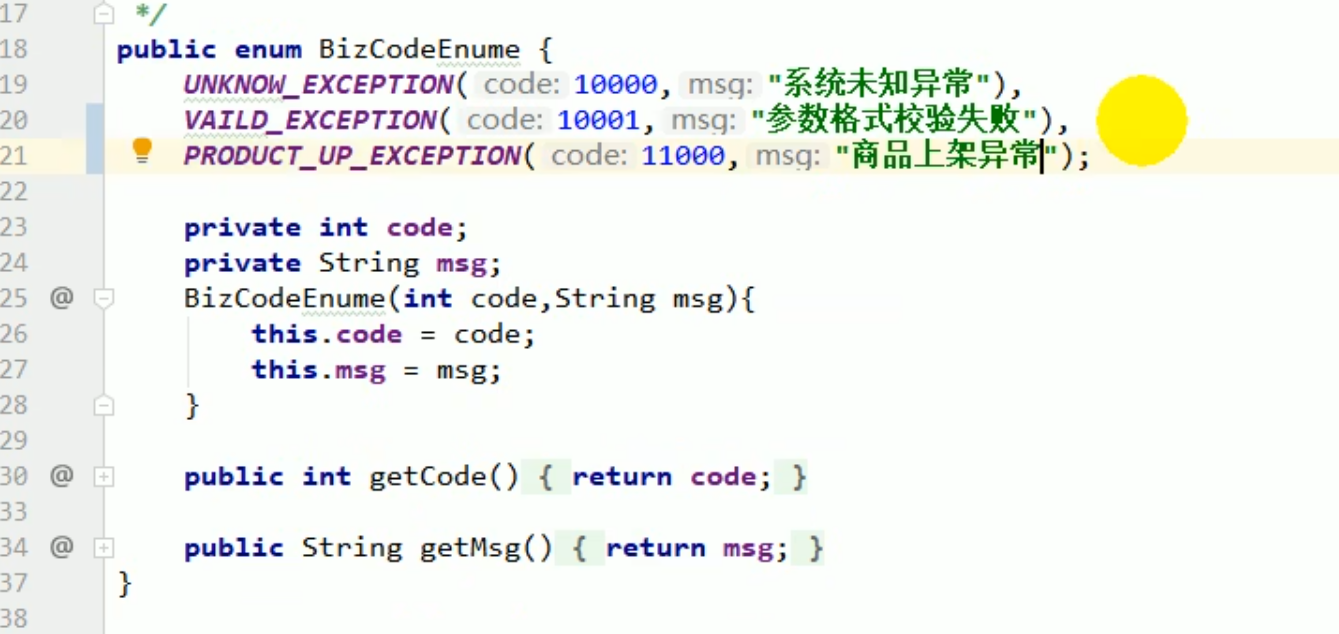 17 */
18 public enum BizCodeEnume {
19 UNKNOW_EXCEPTION( code: 10000, msg: "系统未知异常"),
20 VAILD_EXCEPTION( code: 10001, msg: "参数格式校验失败"),
21 PRODUCT_UP_EXCEPTION( code: 11000, msg: "商品上架异常");
22
23 private int code;
24 private String msg;
25 @ BizCodeEnume(int code,String msg){
26 this.code = code;
27 this.msg = msg;
28 }
29
30 @ public int getCode() { return code; }
33
34 @ public String getMsg() { return msg; }
37 }
38